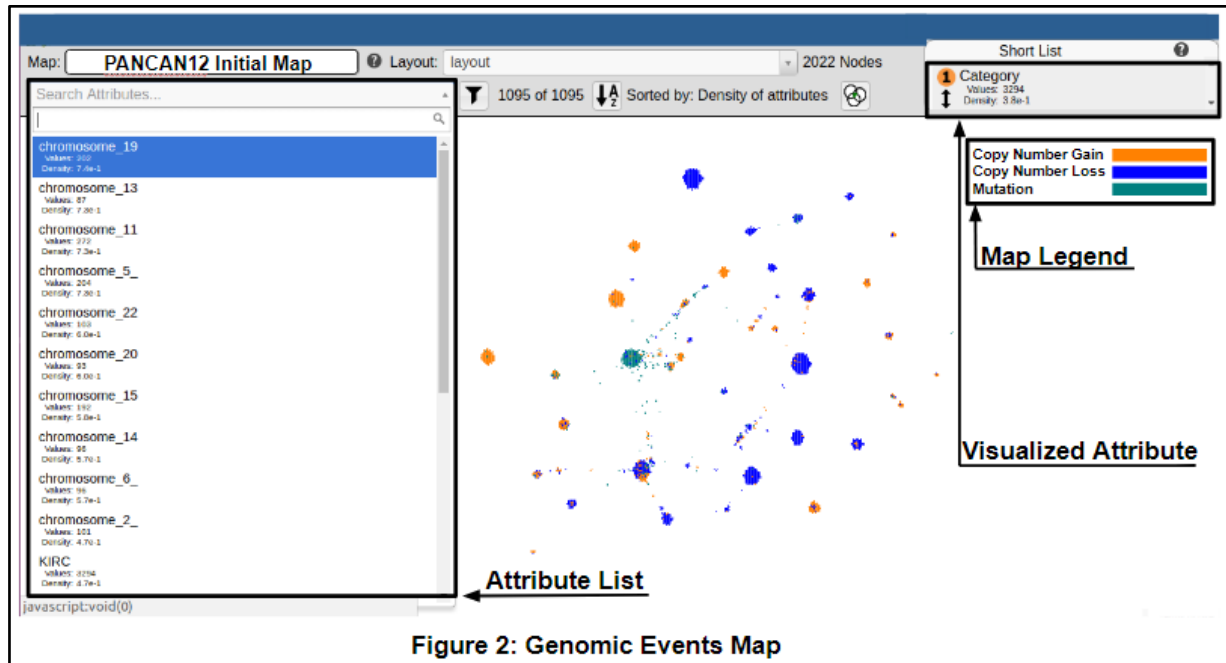 Map: PANCAN12 Initial Map Layout: layout 2022 Nodes
Short List
Search Attributes...
1095 of 1095 Sorted by: Density of attributes
1 Category
Values: 3294
Density: 3.8e-1
chromosome_19
Values: 202
Density: 7.4e-1
chromosome_13
Values: 87
Density: 7.3e-1
chromosome_11
Values: 272
Density: 7.3e-1
chromosome_5_
Values: 204
Density: 7.3e-1
chromosome_22
Values: 103
Density: 6.0e-1
chromosome_20
Values: 93
Density: 6.0e-1
chromosome_15
Values: 192
Density: 5.8e-1
chromosome_14
Values: 96
Density: 5.7e-1
chromosome_6_
Values: 96
Density: 5.7e-1
chromosome_2_
Values: 101
Density: 4.7e-1
KIRC
Values: 3294
Density: 4.7e-1
javascript:void(0)
Copy Number Gain
Copy Number Loss
Mutation
Map Legend
Visualized Attribute
Attribute List
Figure 2: Genomic Events Map